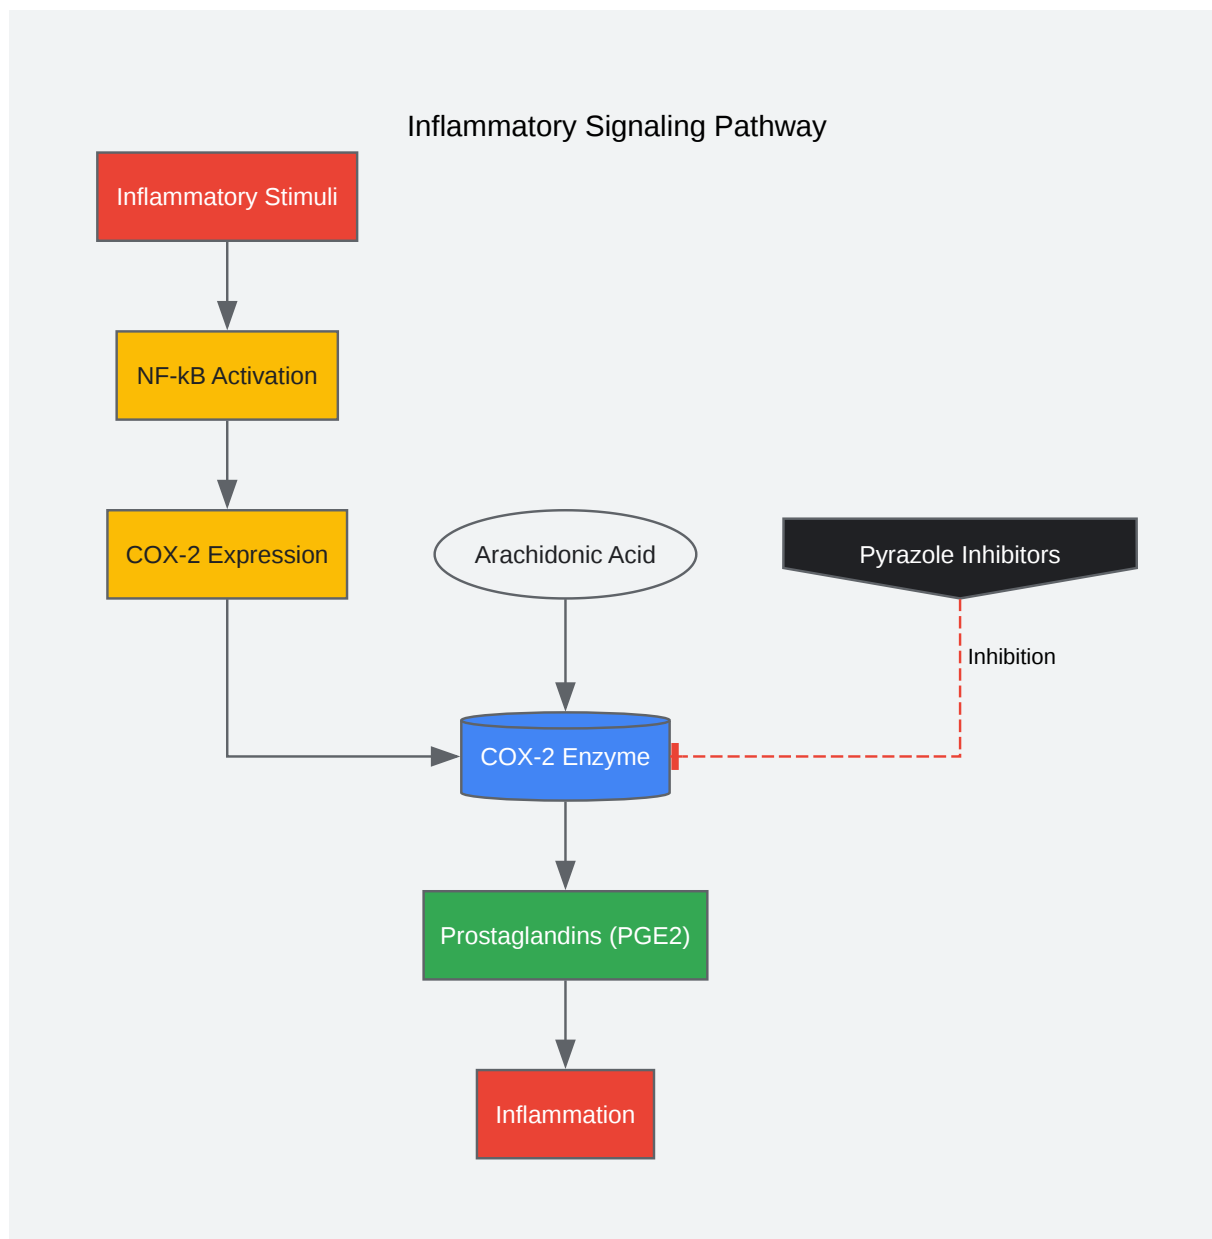 Inflammatory Signaling Pathway
Inflammatory Stimuli
NF-kB Activation
COX-2 Expression
Arachidonic Acid
Pyrazole Inhibitors
Inhibition
COX-2 Enzyme
Prostaglandins (PGE2)
Inflammation